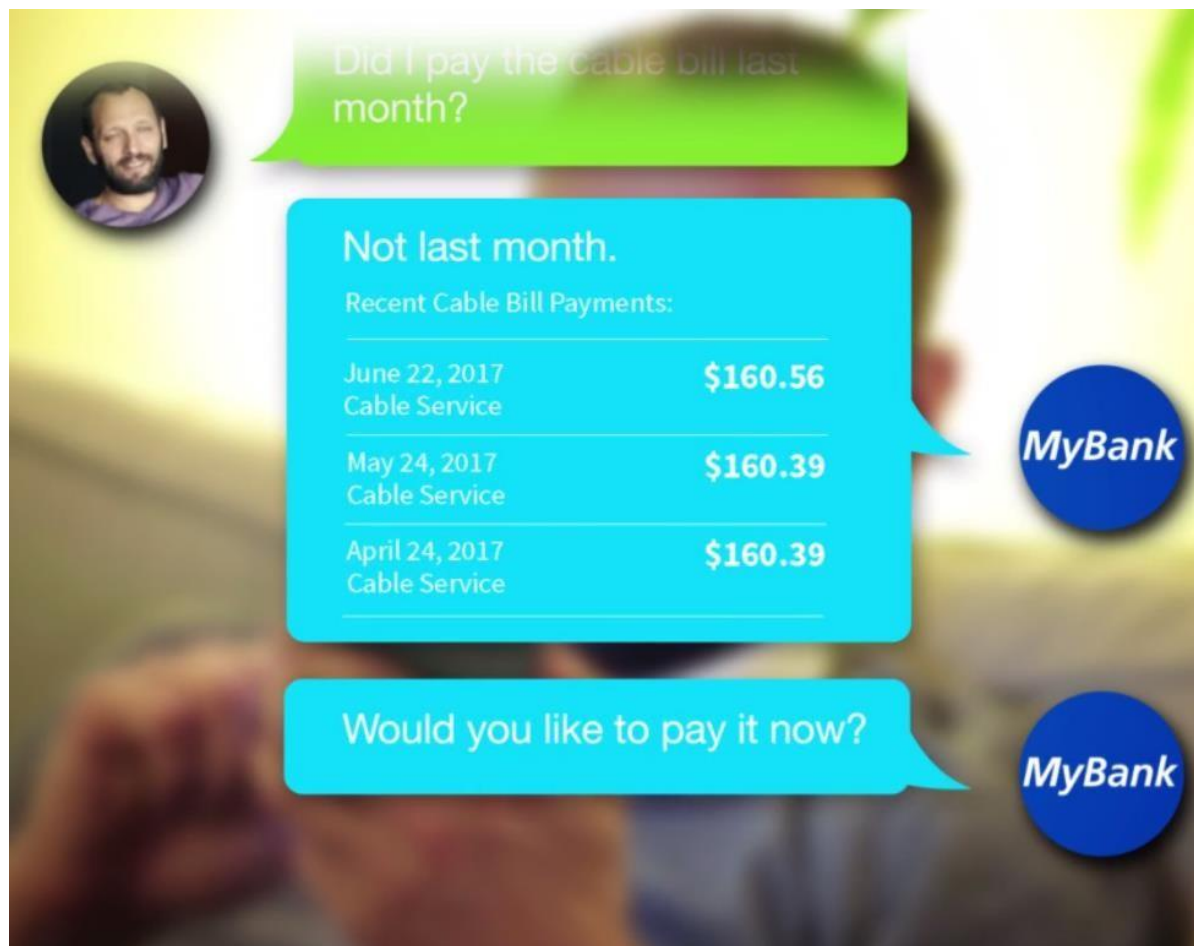 Did I pay the cable bill last
month?
Not last month.
Recent Cable Bill Payments:
June 22, 2017
Cable Service
$160.56
May 24, 2017
Cable Service
$160.39
April 24, 2017
Cable Service
$160.39
MyBank
Would you like to pay it now?
MyBank